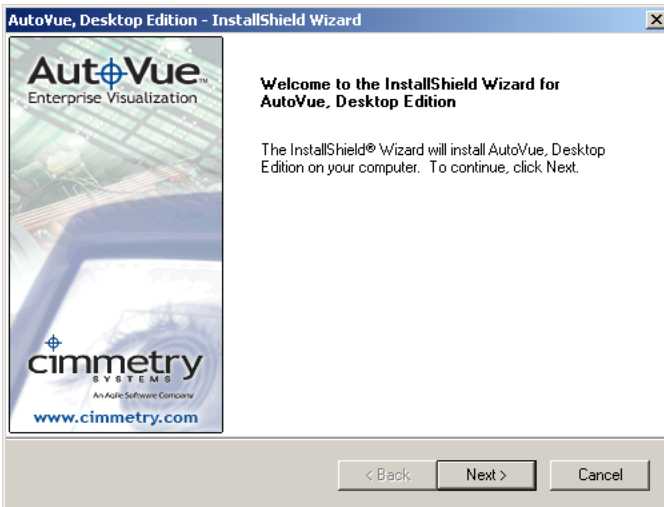 AutoVue, Desktop Edition - InstallShield Wizard
AutoVue™
Enterprise Visualization
Welcome to the InstallShield Wizard for
AutoVue, Desktop Edition
The InstallShield® Wizard will install AutoVue, Desktop
Edition on your computer. To continue, click Next.
cimmetry
SYSTEMS
An Agile Software Company
www.cimmetry.com
< Back
Next >
Cancel